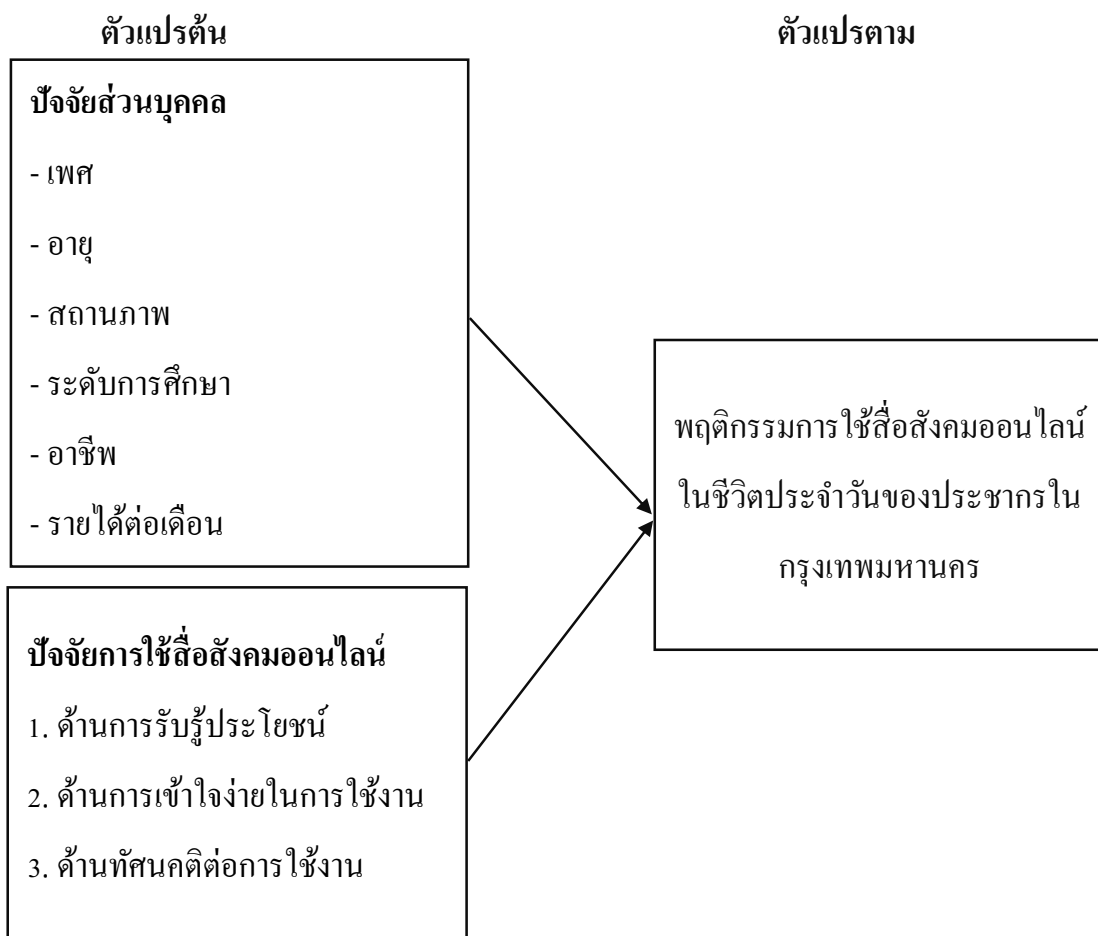 ตัวแปรต้น
ตัวแปรตาม
ปัจจัยส่วนบุคคล
- เพศ
- อายุ
- สถานภาพ
- ระดับการศึกษา
- อาชีพ
- รายได้ต่อเดือน
ปัจจัยการใช้สื่อสังคมออนไลน์
1. ด้านการรับรู้ประโยชน์
2. ด้านการเข้าใจง่ายในการใช้งาน
3. ด้านทัศนคติต่อการใช้งาน
พฤติกรรมการใช้สื่อสังคมออนไลน์
ในชีวิตประจำวันของประชากรใน
กรุงเทพมหานคร